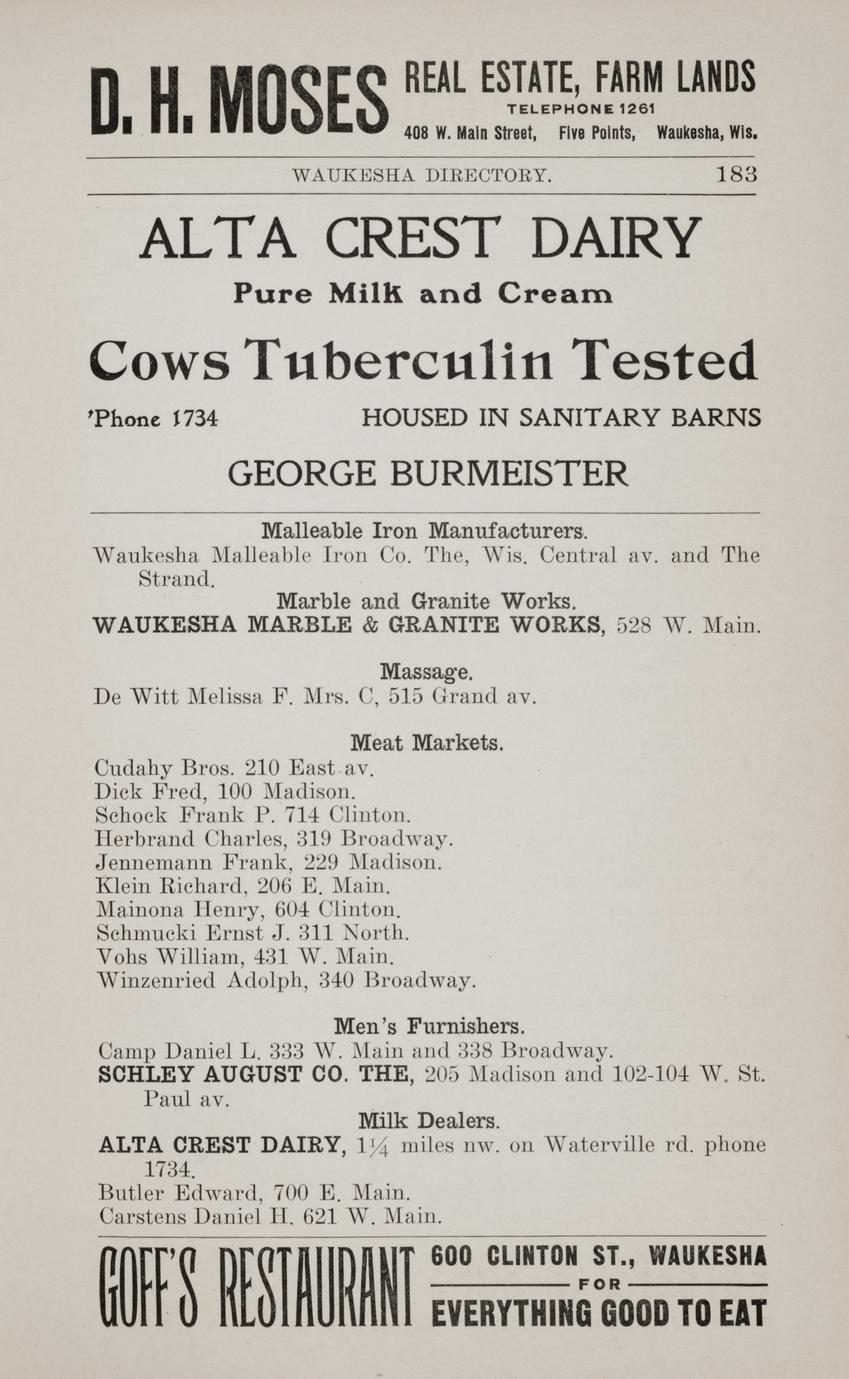 D. H. MOSES REAL ESTATE, FARM LANDS
TELEPHONE 1261
408 W. Main Street, Five Points, Waukesha, Wis.
WAUKESHA DIRECTORY. 183
ALTA CREST DAIRY
Pure Milk and Cream
Cows Tuberculin Tested
'Phone 1734 HOUSED IN SANITARY BARNS
GEORGE BURMEISTER
Malleable Iron Manufacturers.
Waukesha Malleable Iron Co. The, Wis. Central av. and The
Strand.
Marble and Granite Works.
WAUKESHA MARBLE & GRANITE WORKS, 528 W. Main.
Massage.
De Witt Melissa F. Mrs. C, 515 Grand av.
Meat Markets.
Cudahy Bros. 210 East av.
Dick Fred, 100 Madison.
Schock Frank P. 714 Clinton.
Herbrand Charles, 319 Broadway.
Jennemann Frank, 229 Madison.
Klein Richard, 206 E. Main.
Mainona Henry, 604 Clinton.
Schmucki Ernst J. 311 North.
Vohs William, 431 W. Main.
Winzenried Adolph, 340 Broadway.
Men's Furnishers.
Camp Daniel L. 333 W. Main and 338 Broadway.
SCHLEY AUGUST CO. THE, 205 Madison and 102-104 W. St.
Paul av.
Milk Dealers.
ALTA CREST DAIRY, 1¼ miles nw. on Waterville rd. phone
1734.
Butler Edward, 700 E. Main.
Carstens Daniel H. 621 W. Main.
GOFF'S RESTAURANT 600 CLINTON ST., WAUKESHA
FOR
EVERYTHING GOOD TO EAT